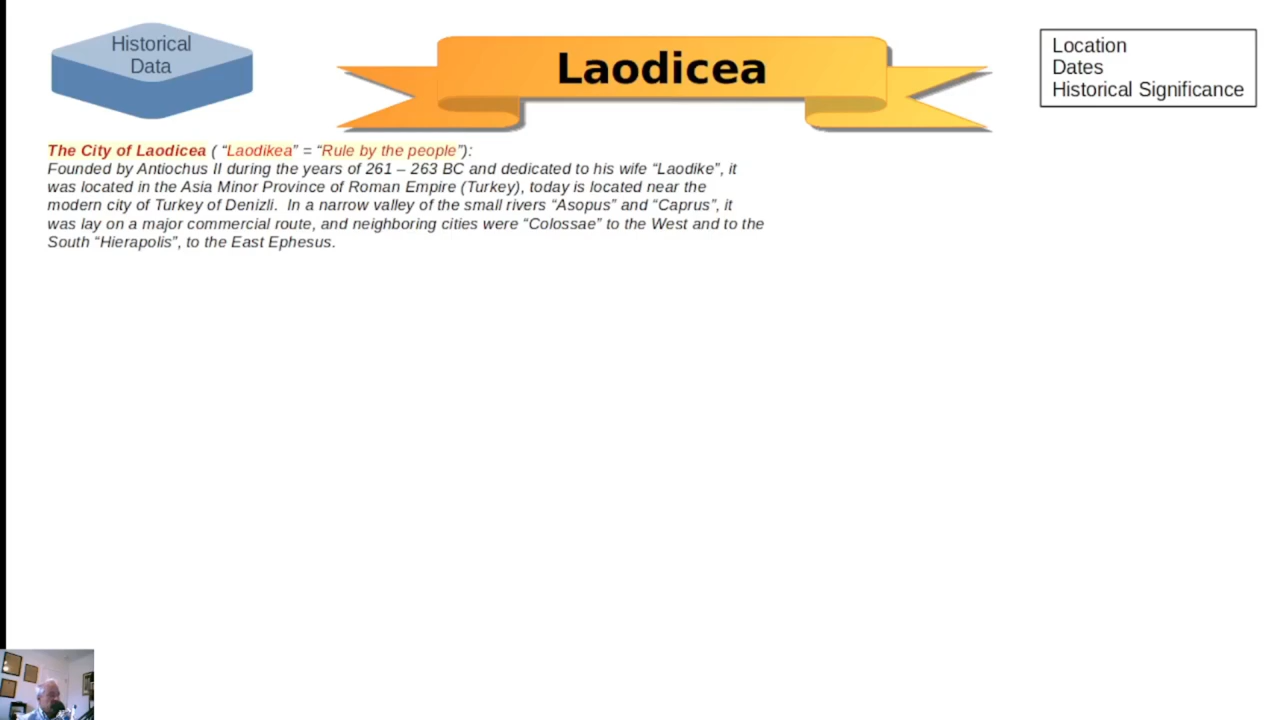 Historical
Data
Laodicea
Location
Dates
Historical Significance
The City of Laodicea ( “Laodikea” = “Rule by the people”):
Founded by Antiochus II during the years of 261 – 263 BC and dedicated to his wife “Laodike”, it
was located in the Asia Minor Province of Roman Empire (Turkey), today is located near the
modern city of Turkey of Denizli.  In a narrow valley of the small rivers “Asopus” and “Caprus”, it
was lay on a major commercial route, and neighboring cities were “Colossae” to the West and to the
South “Hierapolis”, to the East Ephesus.